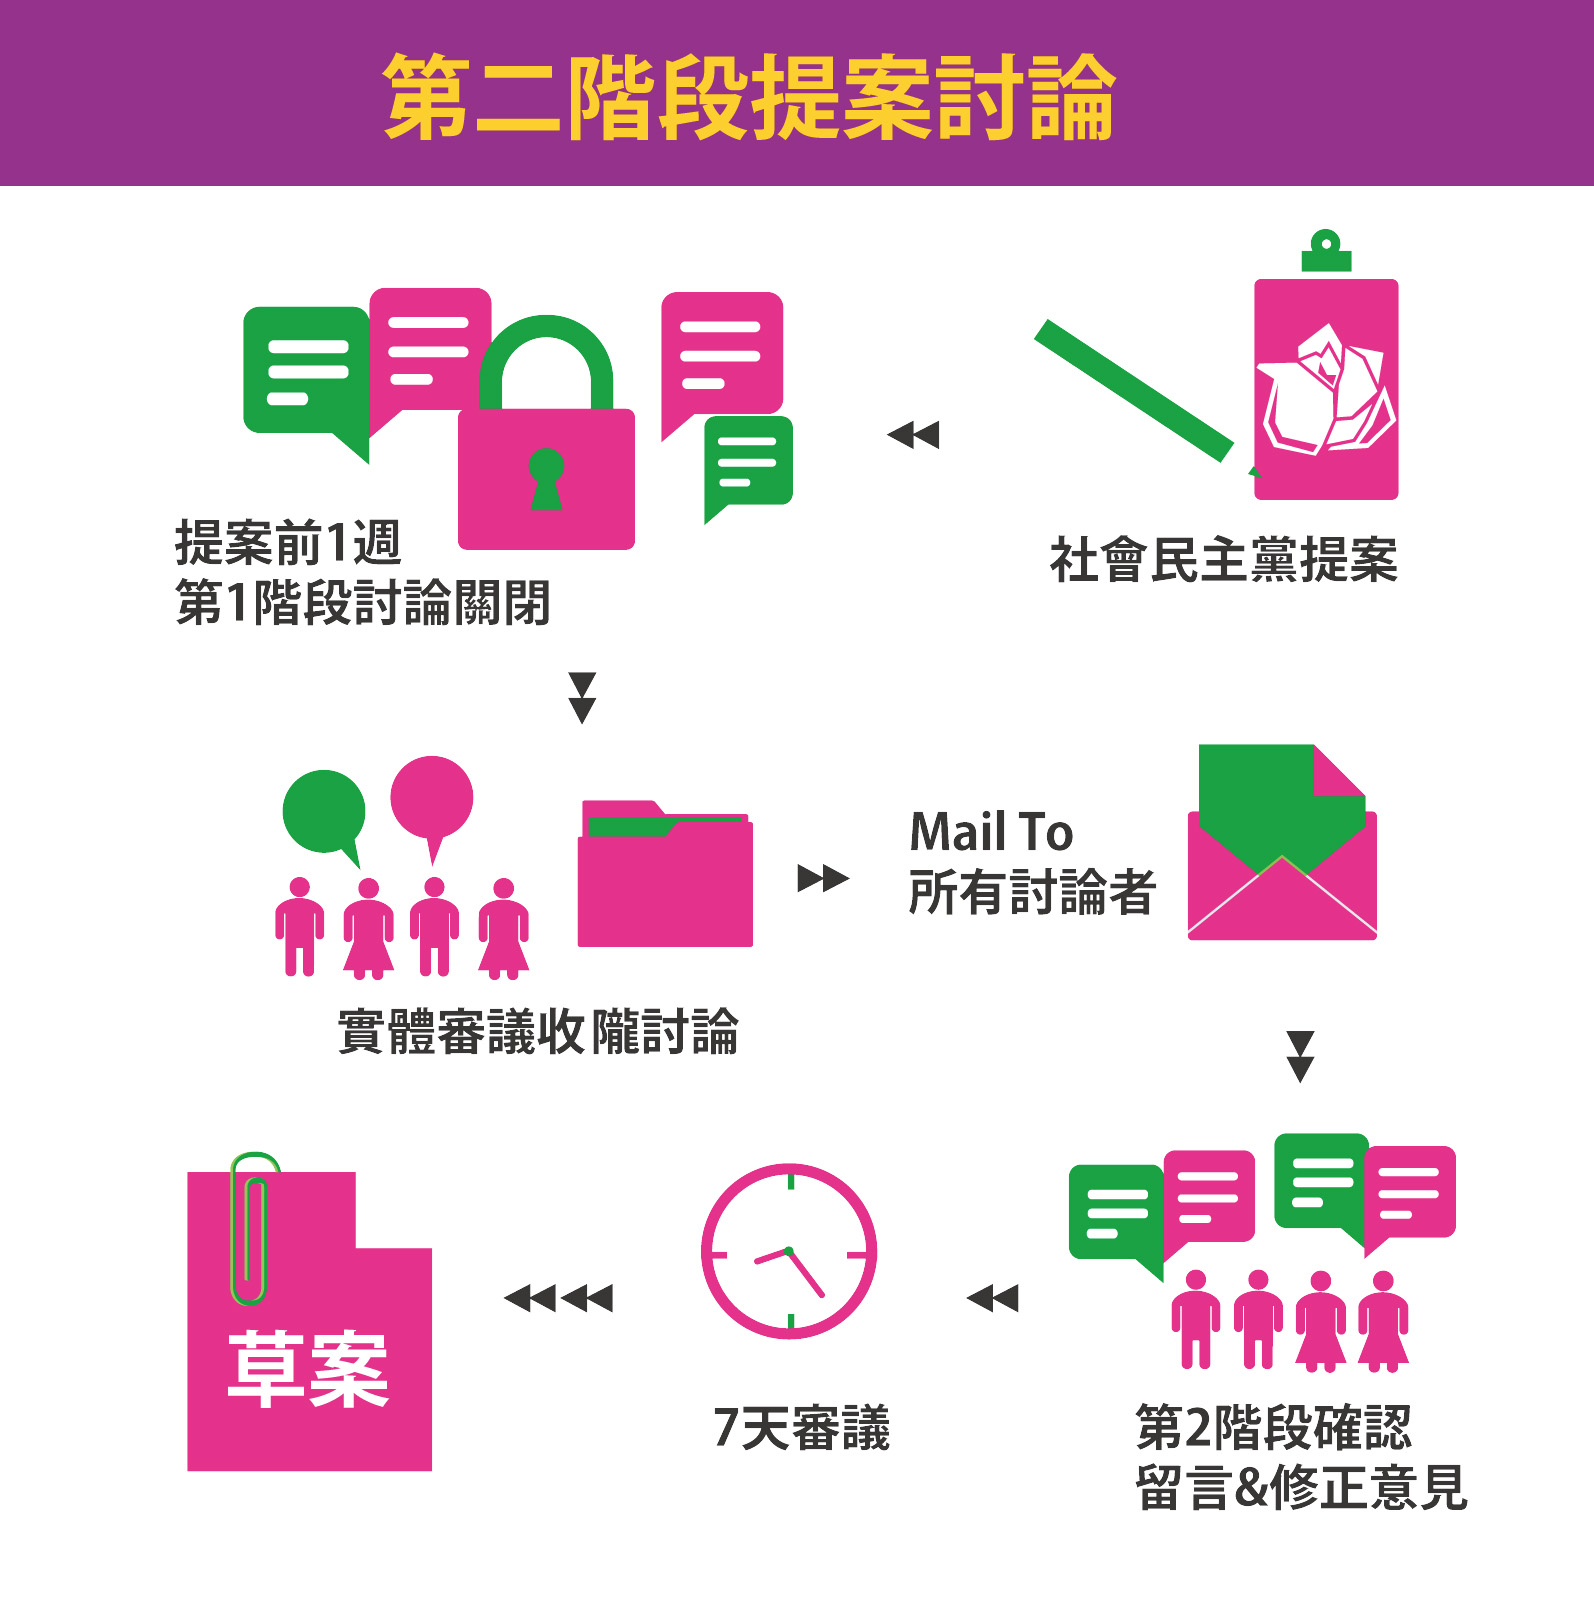 第二階段提案討論
社會民主黨提案
提案前1週
第1階段討論關閉
實體審議收隴討論
Mail To
所有討論者
第2階段確認
留言&修正意見
7天審議
草案